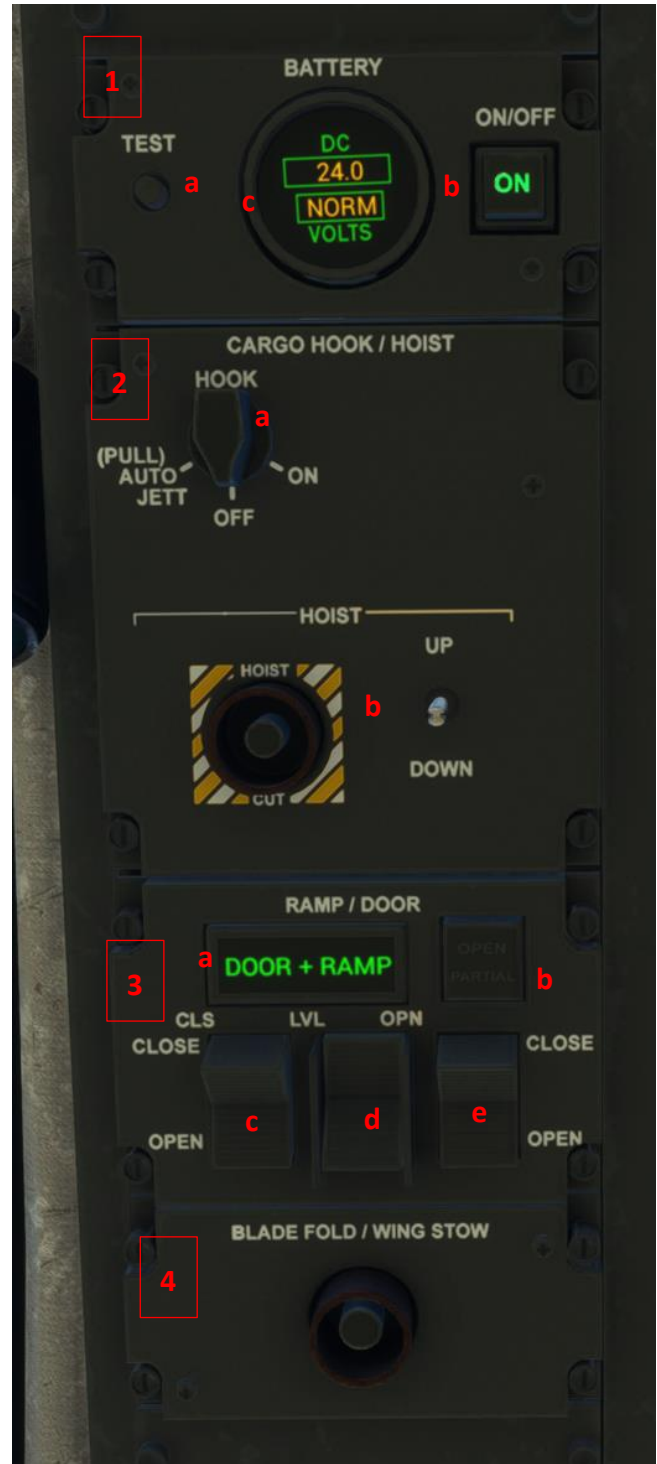 1
BATTERY
ON/OFF
TEST
a
DC
24.0
NORM
VOLTS
c
b
ON
2
CARGO HOOK / HOIST
HOOK
a
(PULL)
AUTO
JETT
OFF
ON
HOIST
UP
HOIST
CUT
b
DOWN
RAMP / DOOR
3
a
DOOR + RAMP
OPEN
PARTIAL
b
CLS
LVL
OPN
CLOSE
CLOSE
c
d
e
OPEN
OPEN
BLADE FOLD / WING STOW
4